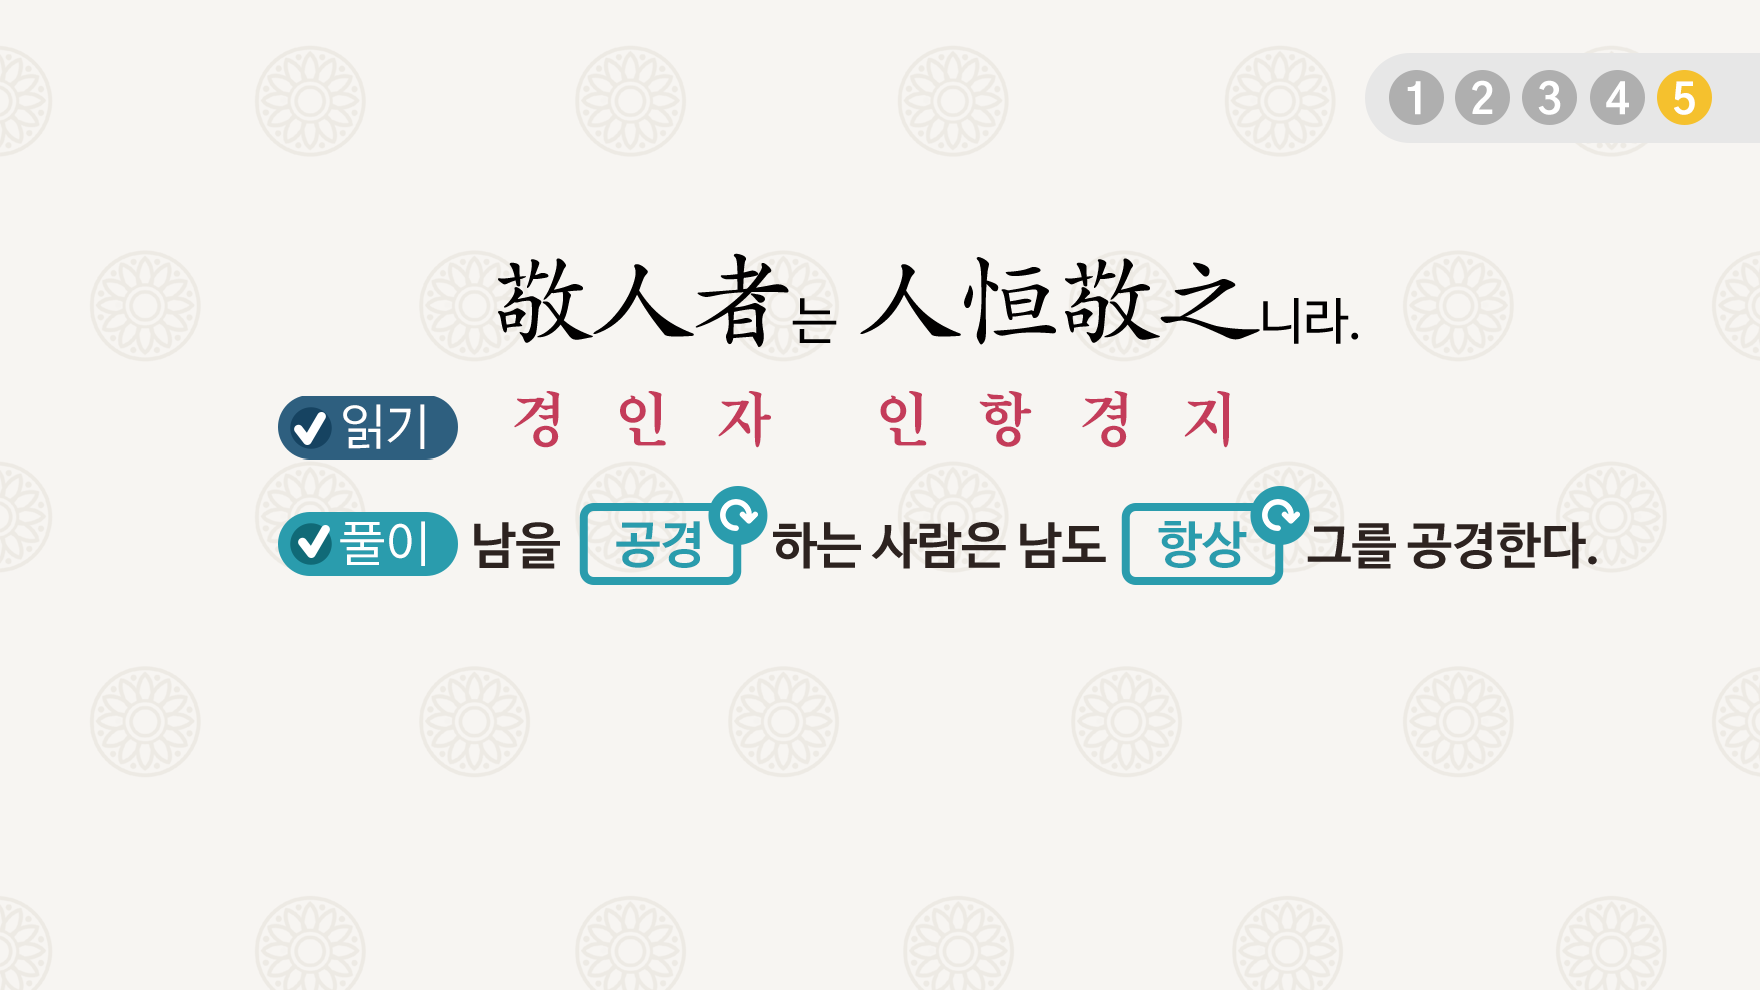 1 2 3 4 5
敬人者는 人恒敬之니라.
읽기 경 인 자 인 항 경 지
풀이 남을 공경 하는 사람은 남도 항상 그를 공경한다.